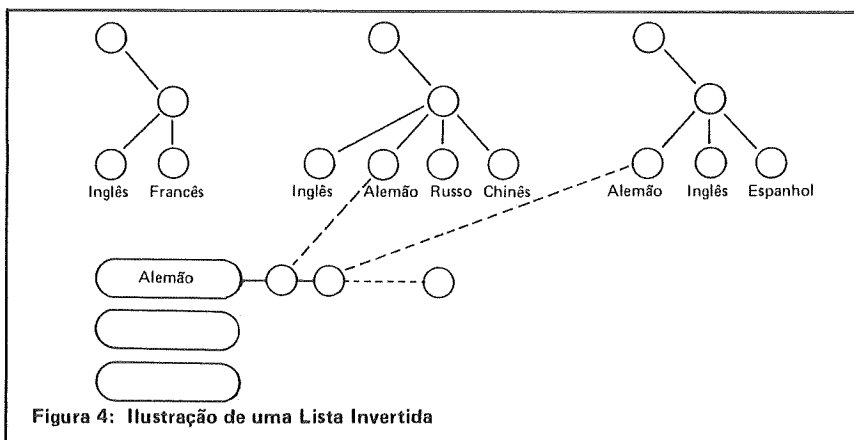 Inglês Francês
Inglês Alemão Russo Chinês
Alemão Inglês Espanhol
Alemão
Figura 4: Ilustração de uma Lista Invertida